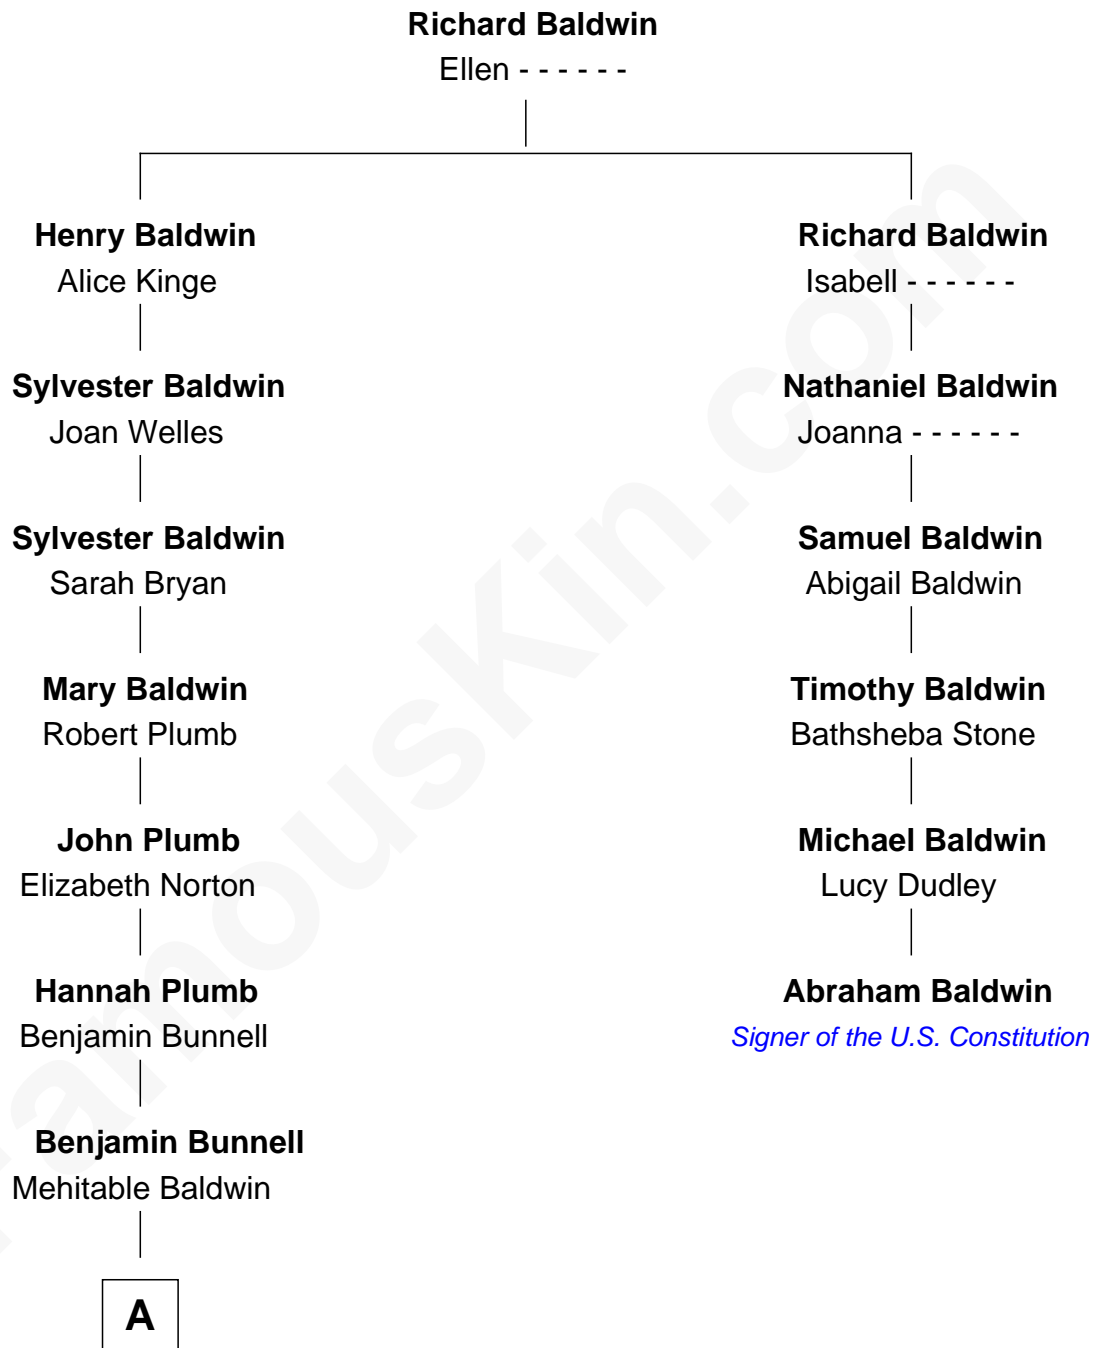 Richard Baldwin
Ellen - - - - - -
Henry Baldwin
Alice Kinge
Sylvester Baldwin
Joan Welles
Sylvester Baldwin
Sarah Bryan
Mary Baldwin
Robert Plumb
John Plumb
Elizabeth Norton
Hannah Plumb
Benjamin Bunnell
Benjamin Bunnell
Mehitable Baldwin
A
Richard Baldwin
Isabell - - - - - -
Nathaniel Baldwin
Joanna - - - - - -
Samuel Baldwin
Abigail Baldwin
Timothy Baldwin
Bathsheba Stone
Michael Baldwin
Lucy Dudley
Abraham Baldwin
Signer of the U.S. Constitution
FamousKin.com